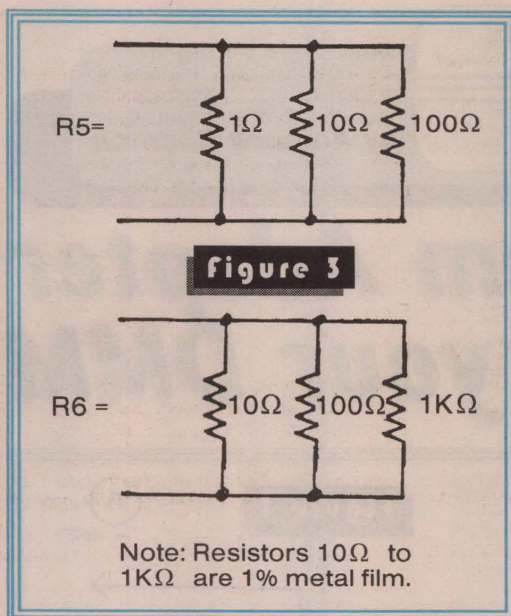 R5= 1Ω 10Ω 100Ω
Figure 3
R6 = 10Ω 100Ω 1KΩ
Note: Resistors 10Ω to
1KΩ are 1% metal film.